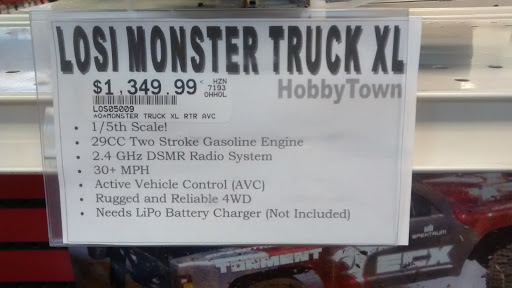 LOSI MONSTER TRUCK XL
$1,349.99
HZN
7193
OHHOL
HobbyTown
LOS05009
*O*MONSTER TRUCK XL RTR AVC
• 1/5th Scale!
• 29CC Two Stroke Gasoline Engine
• 2.4 GHz DSMR Radio System
• 30+ MPH
• Active Vehicle Control (AVC)
• Rugged and Reliable 4WD
• Needs LiPo Battery Charger (Not Included)
SPEKTRUM
TORMENT
ECX